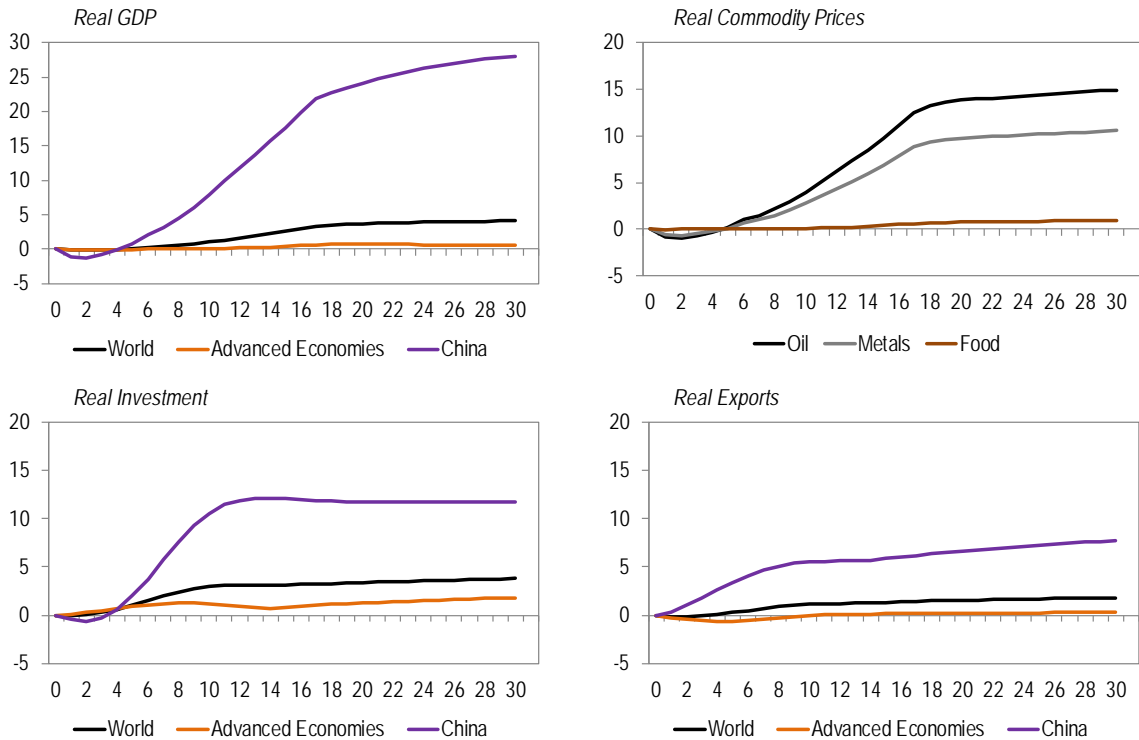 Real GDP
30
25
20
15
10
5
0
-5
0 2 4 6 8 10 12 14 16 18 20 22 24 26 28 30
World Advanced Economies China
Real Commodity Prices
20
15
10
5
0
-5
0 2 4 6 8 10 12 14 16 18 20 22 24 26 28 30
Oil Metals Food
Real Investment
20
15
10
5
0
-5
0 2 4 6 8 10 12 14 16 18 20 22 24 26 28 30
World Advanced Economies China
Real Exports
20
15
10
5
0
-5
0 2 4 6 8 10 12 14 16 18 20 22 24 26 28 30
World Advanced Economies China